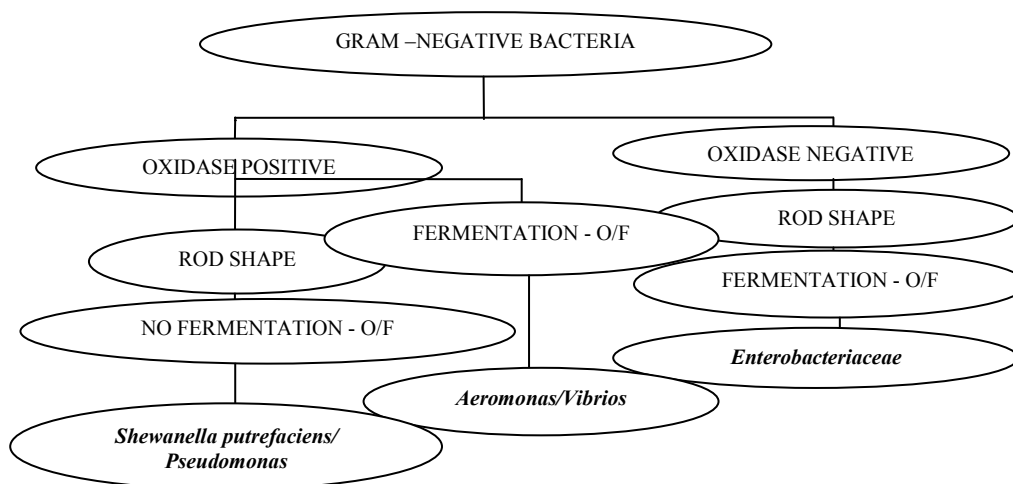 GRAM –NEGATIVE BACTERIA
OXIDASE POSITIVE
OXIDASE NEGATIVE
ROD SHAPE
FERMENTATION - O/F
ROD SHAPE
FERMENTATION - O/F
NO FERMENTATION - O/F
Enterobacteriaceae
Aeromonas/Vibrios
Shewanella putrefaciens/
Pseudomonas